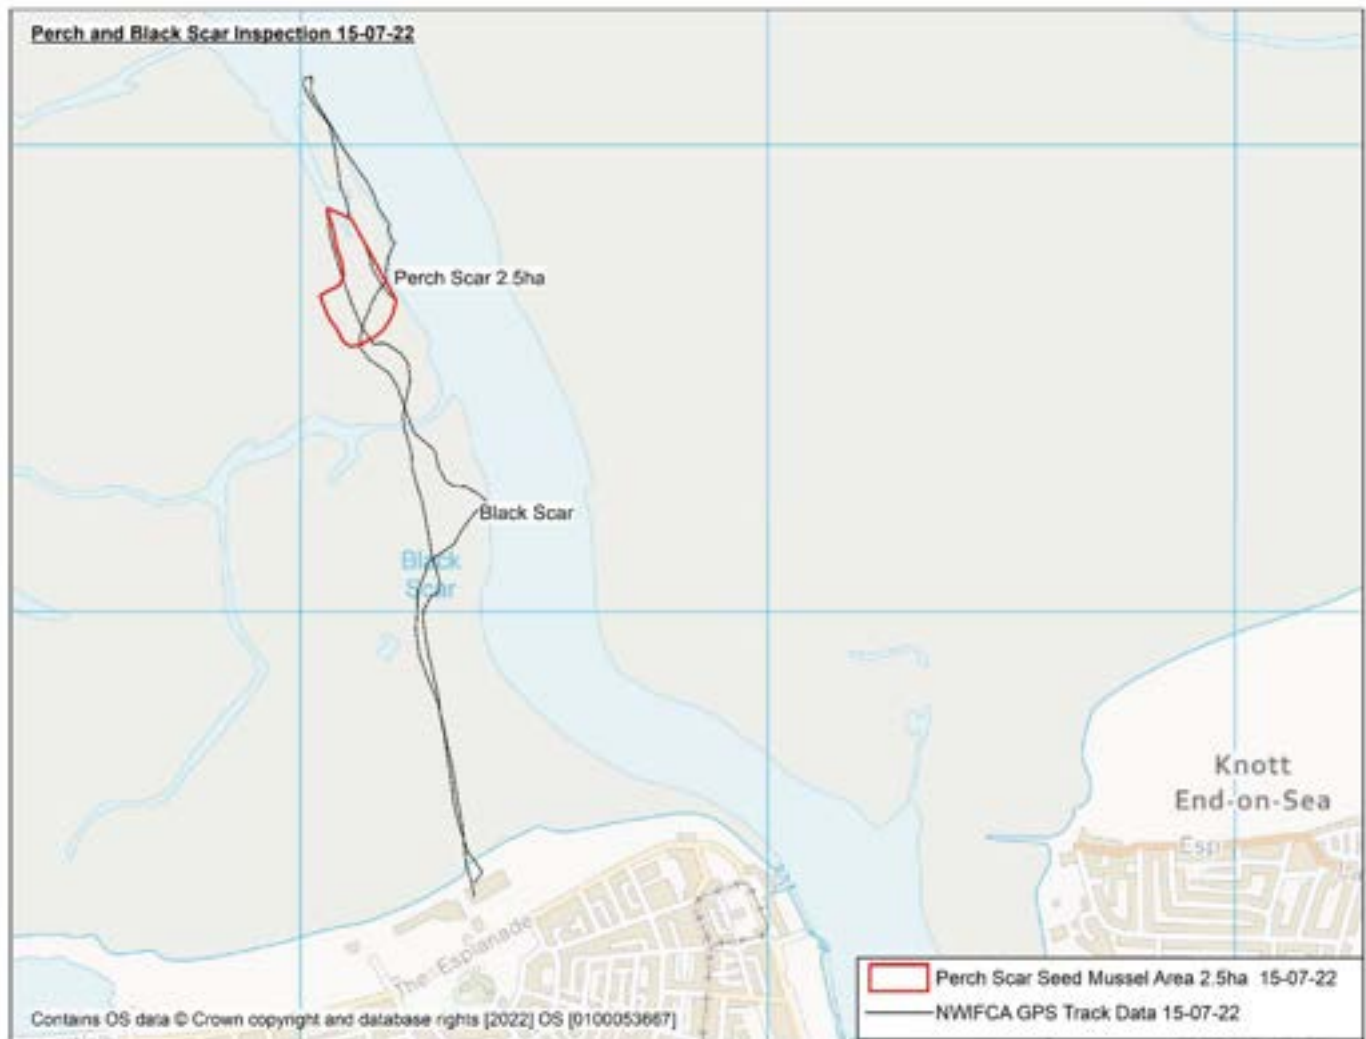 Perch and Black Scar Inspection 15-07-22
Perch Scar 2.5ha
Black Scar
Black
Scar
Knott
End-on-Sea
Esp
The Esplanade
Perch Scar Seed Mussel Area 2.5ha 15-07-22
NWIFCA GPS Track Data 15-07-22
Contains OS data © Crown copyright and database rights [2022] OS [0100053667]